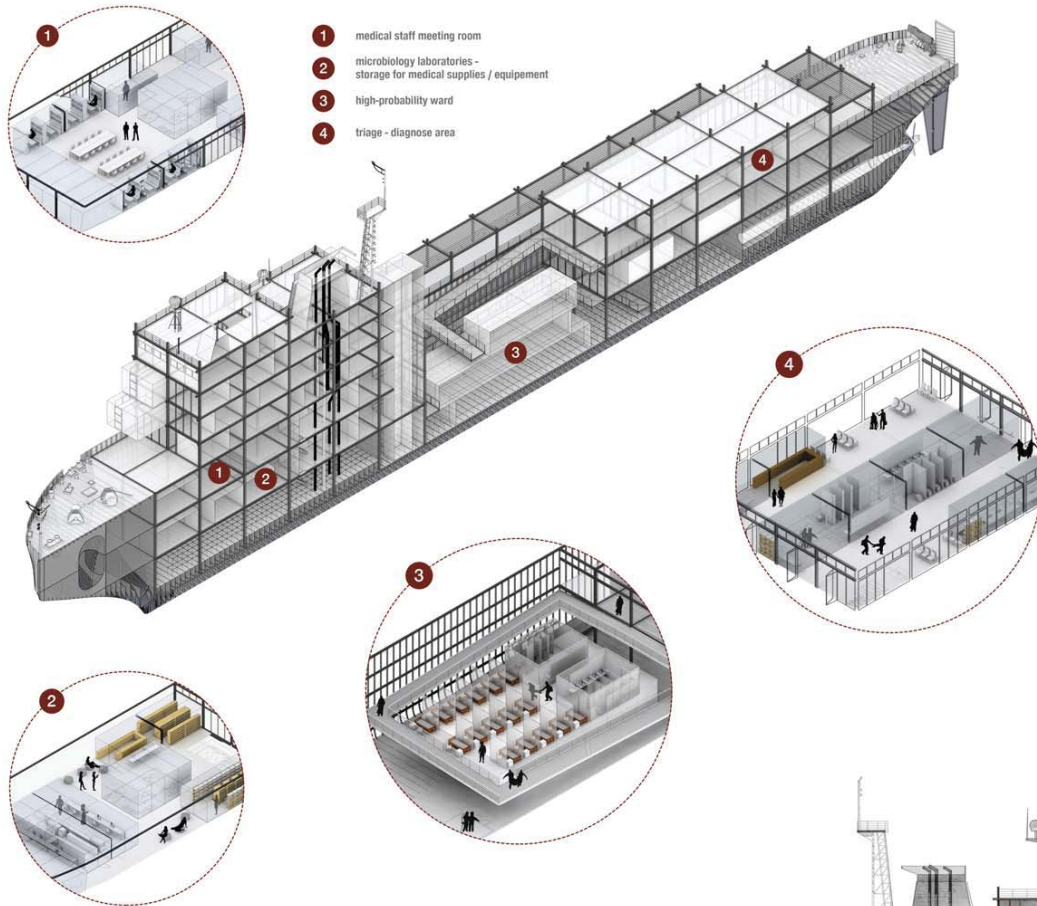 1
1 medical staff meeting room
2 microbiology laboratories -
storage for medical supplies / equipement
3 high-probability ward
4 triage - diagnose area
4
3
4
1
2
3
2